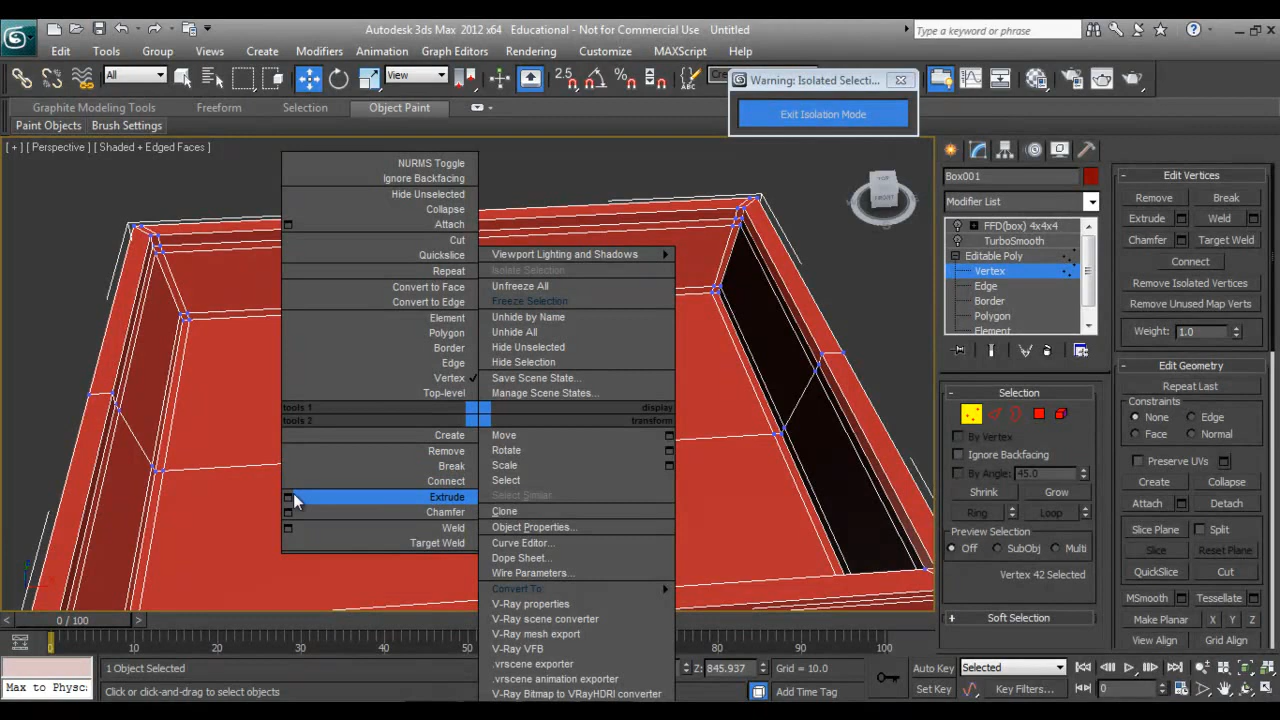 Autodesk 3ds Max 2012 x64 Educational - Not for Commercial Use Untitled
Type a keyword or phrase
Edit Tools Group Views Create Modifiers Animation Graph Editors Rendering Customize MAXScript Help
All
View
2.5
Warning: Isolated Selecti...
Exit Isolation Mode
Graphite Modeling Tools Freeform Selection Object Paint
Paint Objects Brush Settings
[ + ] [ Perspective ] [ Shaded + Edged Faces ]
TOP
FRONT
NURMS Toggle
Ignore Backfacing
Hide Unselected
Collapse
Attach
Cut
Quickslice
Repeat
Convert to Face
Convert to Edge
Element
Polygon
Border
Edge
Vertex
Top-level
tools 1
tools 2
Create
Remove
Break
Connect
Extrude
Chamfer
Weld
Target Weld
Viewport Lighting and Shadows
Isolate Selection
Unfreeze All
Freeze Selection
Unhide by Name
Unhide All
Hide Unselected
Hide Selection
Save Scene State...
Manage Scene States...
display
transform
Move
Rotate
Scale
Select
Select Similar
Clone
Object Properties...
Curve Editor...
Dope Sheet...
Wire Parameters...
Convert To
V-Ray properties
V-Ray scene converter
V-Ray mesh export
V-Ray VFB
.vrscene exporter
.vrscene animation exporter
V-Ray Bitmap to VRayHDRI converter
Box001
Modifier List
FFD(box) 4x4x4
TurboSmooth
Editable Poly
Vertex
Edge
Border
Polygon
Element
Selection
By Vertex
Ignore Backfacing
By Angle: 45.0
Shrink Grow
Ring Loop
Preview Selection
Off SubObj Multi
Vertex 42 Selected
Soft Selection
Edit Vertices
Remove Break
Extrude Weld
Chamfer Target Weld
Connect
Remove Isolated Vertices
Remove Unused Map Verts
Weight: 1.0
Edit Geometry
Repeat Last
Constraints
None Edge
Face Normal
Preserve UVs
Create Collapse
Attach Detach
Slice Plane Split
Slice Reset Plane
QuickSlice Cut
MSmooth Tessellate
Make Planar X Y Z
View Align Grid Align
0 / 100
0 10 20 30 40 50 80 90 100
1 Object Selected
Z: 845.937 Grid = 10.0
Auto Key Selected
Max to Physc
Click or click-and-drag to select objects
Add Time Tag
Set Key Key Filters... 0